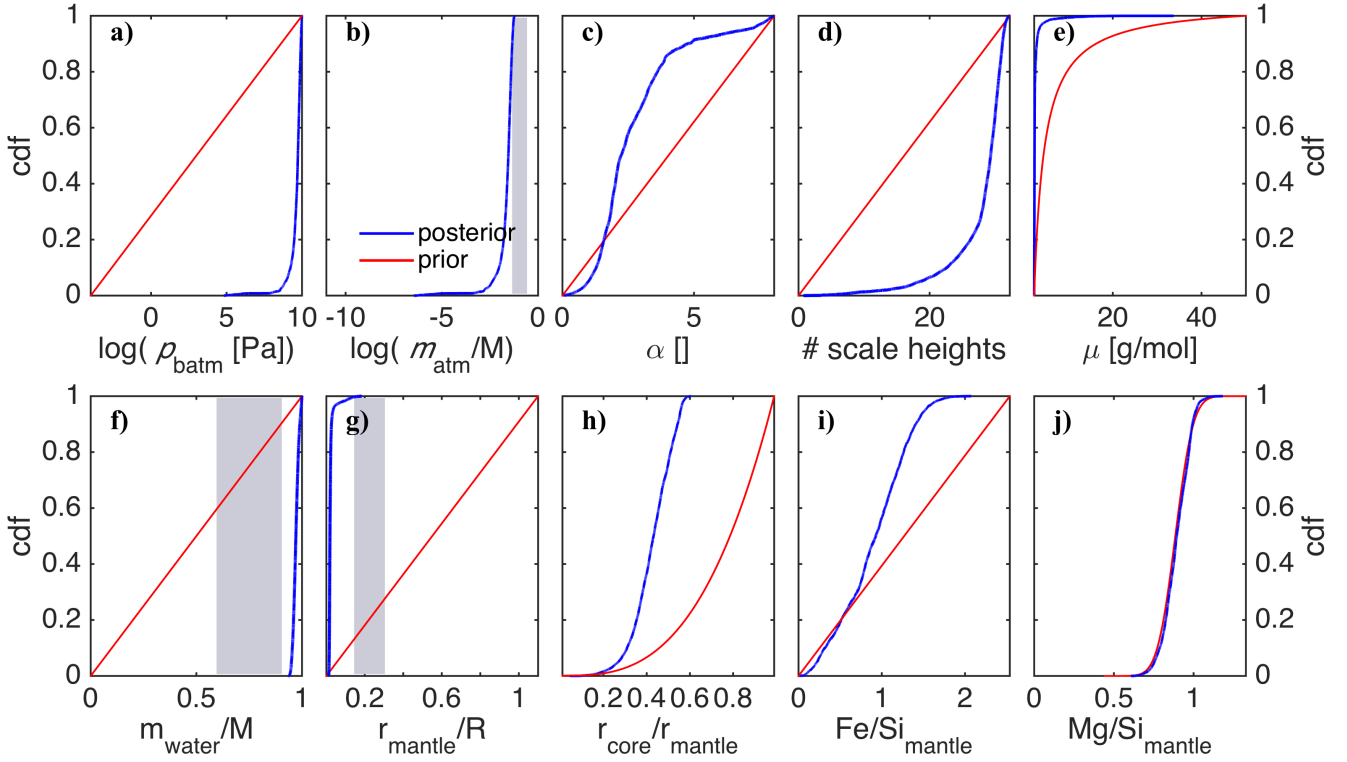 a) b) c) d) e)
1 1
0.8 0.8
0.6 0.6
cdf cdf
0.4 0.4
posterior
0.2 0.2
prior
0 0
0 5 10 -10 -5 0 0 5 0 20 20 40
log( p_batm [Pa]) log( m_atm/M) α [] # scale heights μ [g/mol]
1 1
f) g) h) i) j)
0.8 0.8
0.6 0.6
cdf cdf
0.4 0.4
0.2 0.2
0 0
0 0.5 1 0.2 0.6 1 0.2 0.4 0.6 0.8 0 1 2 0 1
m_water/M r_mantle/R r_core/r_mantle Fe/Si_mantle Mg/Si_mantle